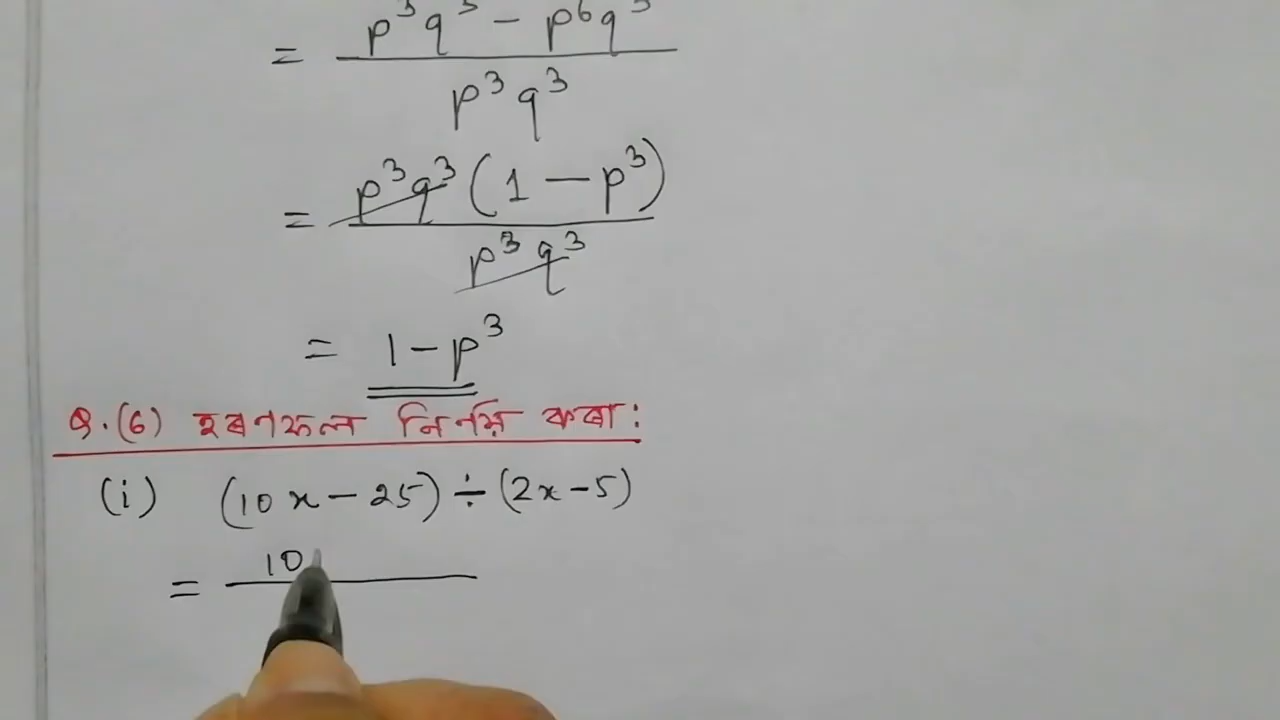 = p³q³ − p⁶q³ / p³q³
= p³q³ (1 − p³) / p³q³
= 1 − p³
Q.(6) হৰণফল নিৰ্ণয় কৰা:
(i) (10x − 25) ÷ (2x − 5)
= 10